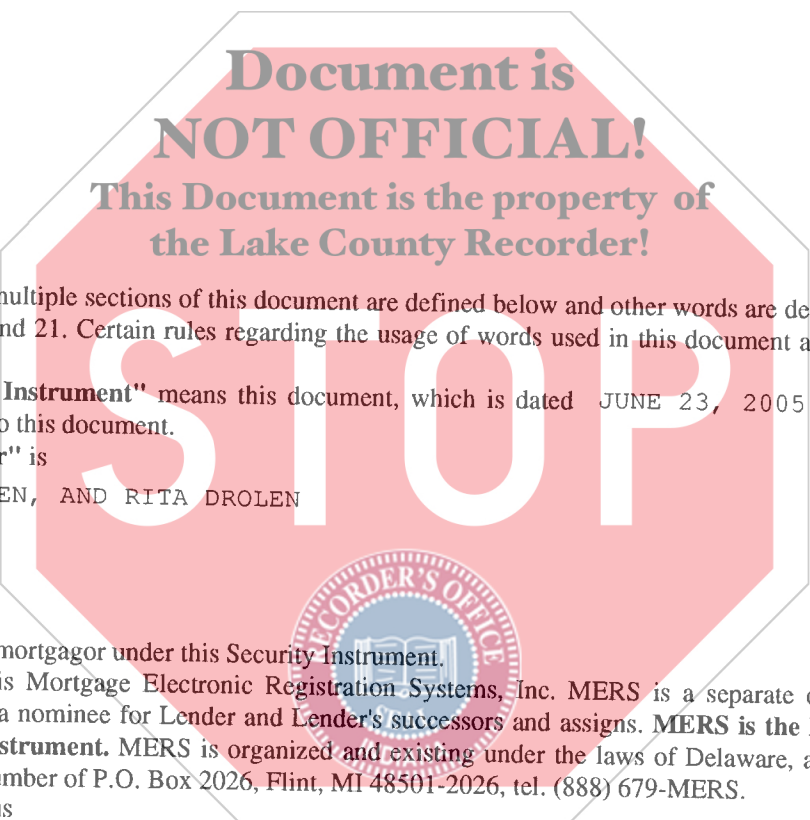 Document is
NOT OFFICIAL!
This Document is the property of
the Lake County Recorder!
multiple sections of this document are defined below and other words are de
nd 21. Certain rules regarding the usage of words used in this document a
STOP
Instrument" means this document, which is dated JUNE 23, 2005
o this document.
r" is
EN, AND RITA DROLEN
RECORDER'S OFFICE
mortgagor under this Security Instrument.
is Mortgage Electronic Registration Systems, Inc. MERS is a separate
a nominee for Lender and Lender's successors and assigns. MERS is the
strument. MERS is organized and existing under the laws of Delaware, a
mber of P.O. Box 2026, Flint, MI 48501-2026, tel. (888) 679-MERS.
is